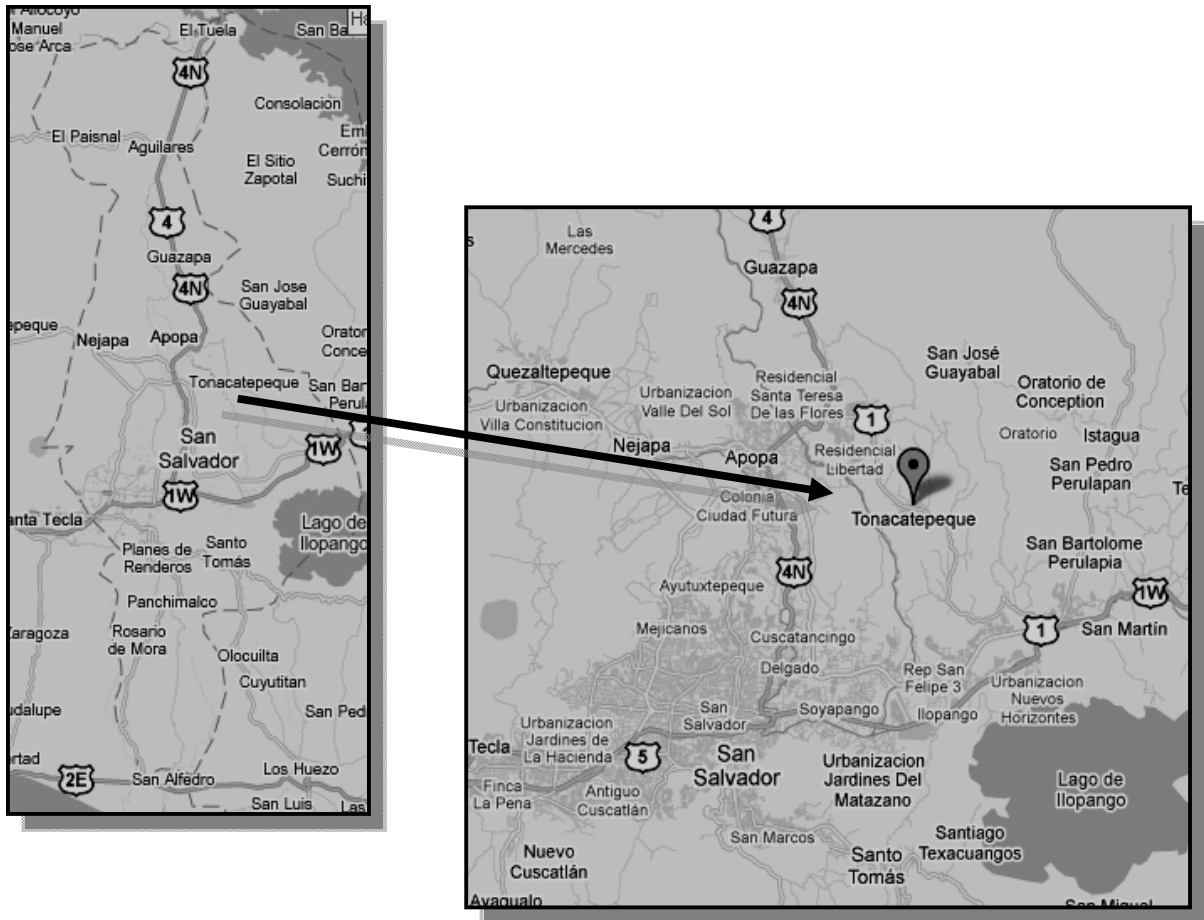 Manuel
Jose Arca
El Tuela
San Ba
Ha
4N
Consolacion
El Paisnal
Aguilares
El Sitio
Zapotal
Em
Cerrón
Suchi
4
Guazapa
4N
San Jose
Guayabal
epeque
Nejapa
Apopa
Orator
Conce
Tonacatepeque
San Bar
Perula
San
Salvador
1W
1W
anta Tecla
Lago de
Ilopango
Planes de
Renderos
Santo
Tomás
Panchimalco
Zaragoza
Rosario
de Mora
Olocuilta
Cuyutitan
udalupe
San Ped
rtad
2E
San Alfedro
Los Huezo
San Luis
Las
4
Las
Mercedes
Guazapa
4N
San José
Guayabal
Quezaltepeque
Urbanizacion
Valle Del Sol
Residencial
Santa Teresa
De las Flores
Oratorio de
Conception
Urbanizacion
Villa Constitucion
1
Oratorio
Istagua
Nejapa
Apopa
Residencial
Libertad
San Pedro
Perulapan
Te
Colonia
Ciudad Futura
Tonacatepeque
San Bartolome
Perulapia
4N
Ayutuxtepeque
1W
Mejicanos
Cuscatancingo
1
San Martín
Delgado
Rep San
Felipe 3
Urbanizacion
Nuevos
Horizontes
San
Salvador
Soyapango
Ilopango
Urbanizacion
Jardines de
La Hacienda
Tecla
5
San
Salvador
Urbanizacion
Jardines Del
Matazano
Lago de
Ilopango
Finca
La Pena
Antiguo
Cuscatlán
San Marcos
Santiago
Texacuangos
Nuevo
Cuscatlán
Santo
Tomás
Ayagualo
San Miguel